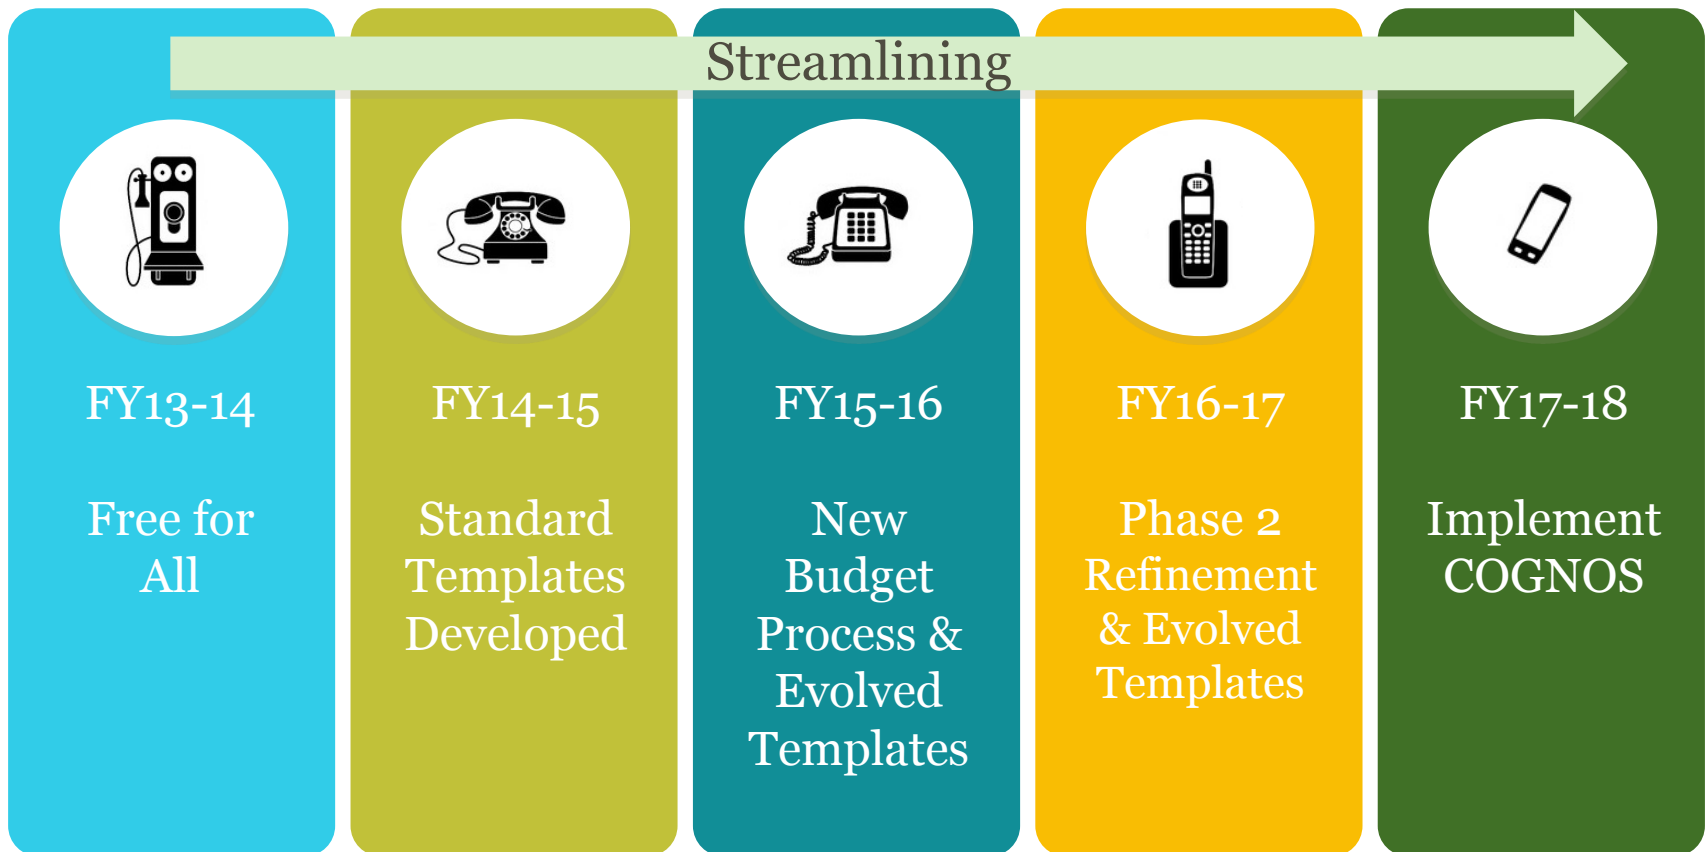 Streamlining
FY13-14
Free for
All
FY14-15
Standard
Templates
Developed
FY15-16
New
Budget
Process &
Evolved
Templates
FY16-17
Phase 2
Refinement
& Evolved
Templates
FY17-18
Implement
COGNOS